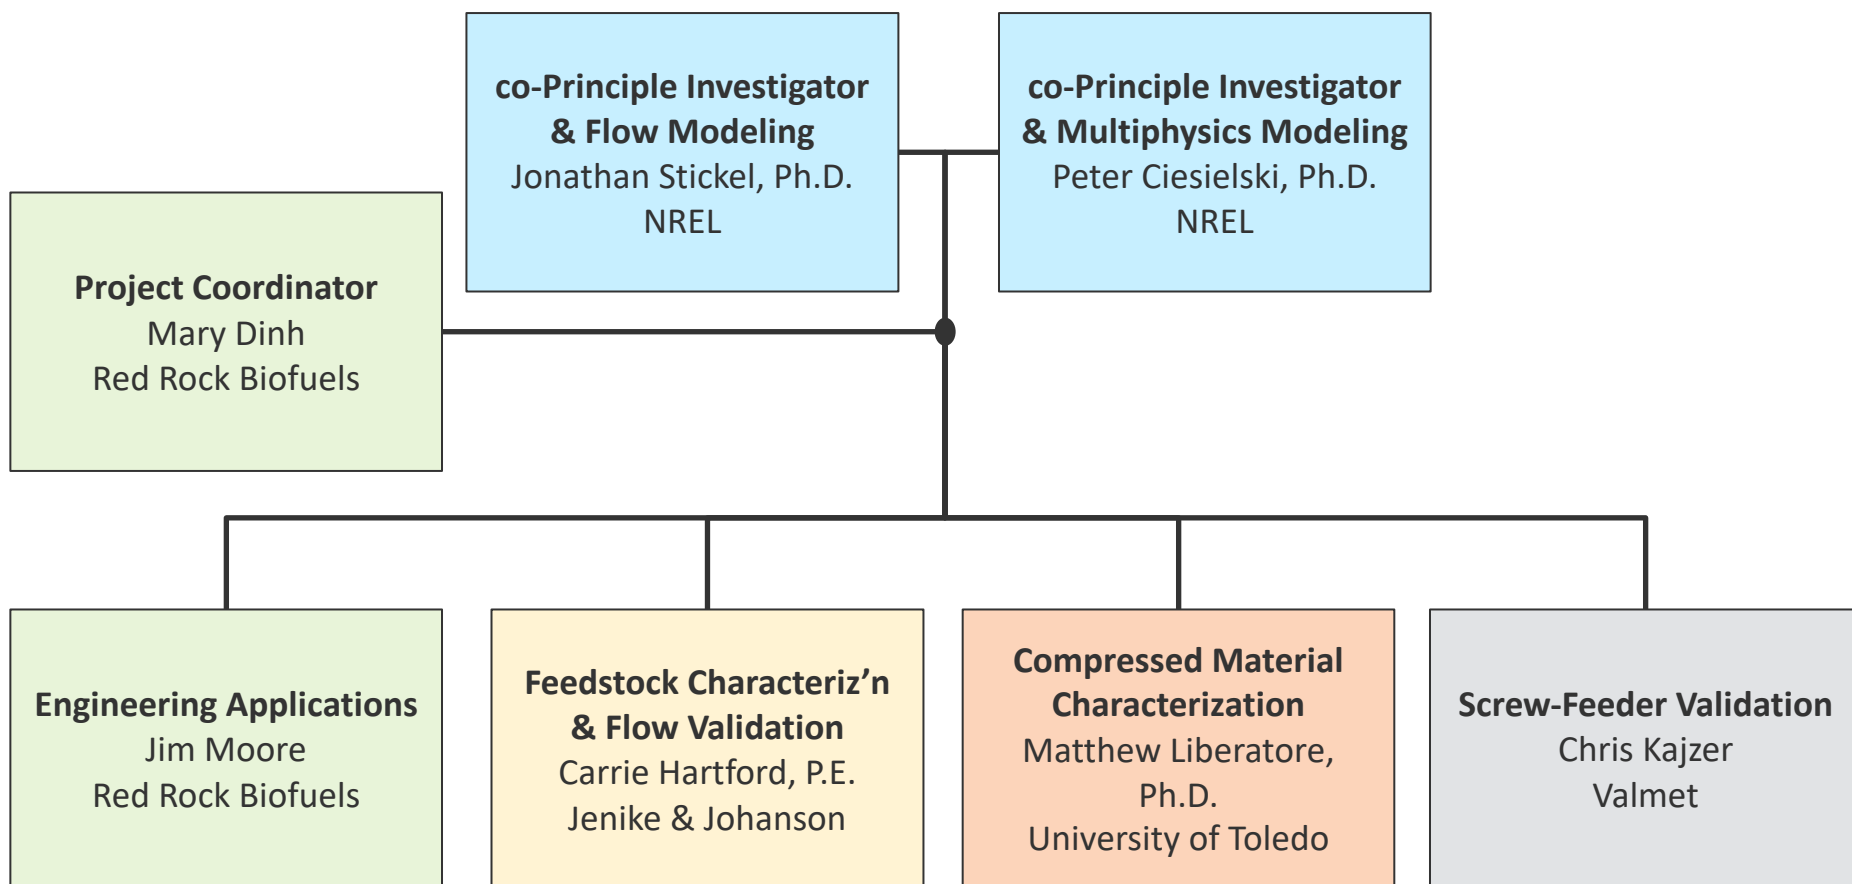 co-Principle Investigator
& Flow Modeling
Jonathan Stickel, Ph.D.
NREL
co-Principle Investigator
& Multiphysics Modeling
Peter Ciesielski, Ph.D.
NREL
Project Coordinator
Mary Dinh
Red Rock Biofuels
Engineering Applications
Jim Moore
Red Rock Biofuels
Feedstock Characteriz’n
& Flow Validation
Carrie Hartford, P.E.
Jenike & Johanson
Compressed Material
Characterization
Matthew Liberatore,
Ph.D.
University of Toledo
Screw-Feeder Validation
Chris Kajzer
Valmet